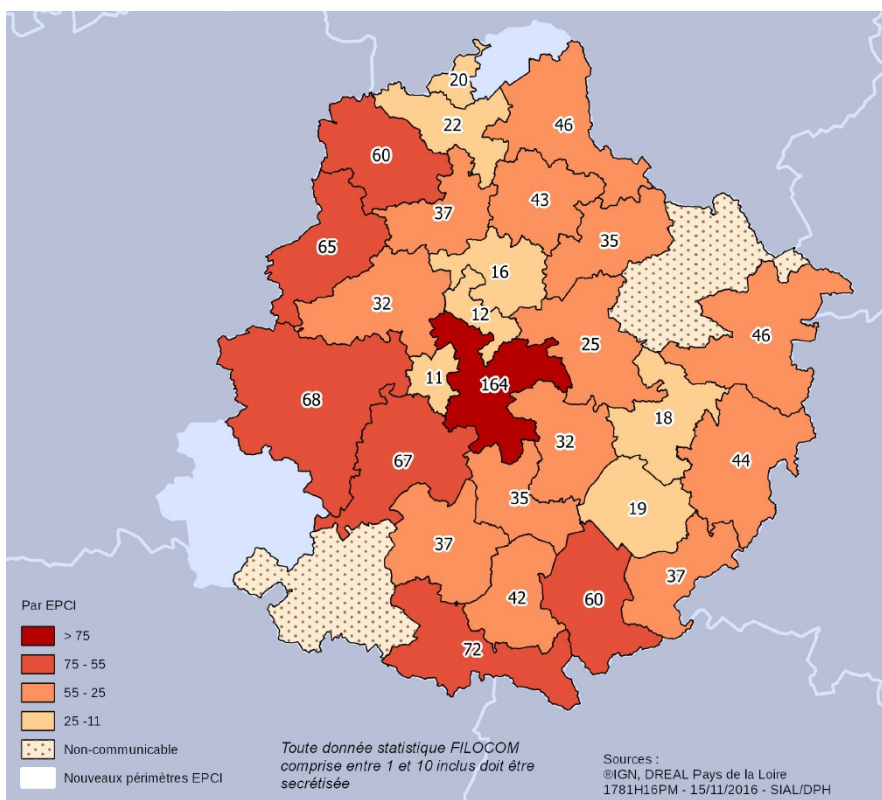 20
22
46
60
43
37
35
65
16
32
12
46
25
11
164
68
18
32
67
44
35
19
37
37
42
60
72
Par EPCI
> 75
75 - 55
55 - 25
25 -11
Non-communicable
Nouveaux périmètres EPCI
Toute donnée statistique FILOCOM
comprise entre 1 et 10 inclus doit être
secrétisée
Sources :
®IGN, DREAL Pays de la Loire
1781H16PM - 15/11/2016 - SIAL/DPH